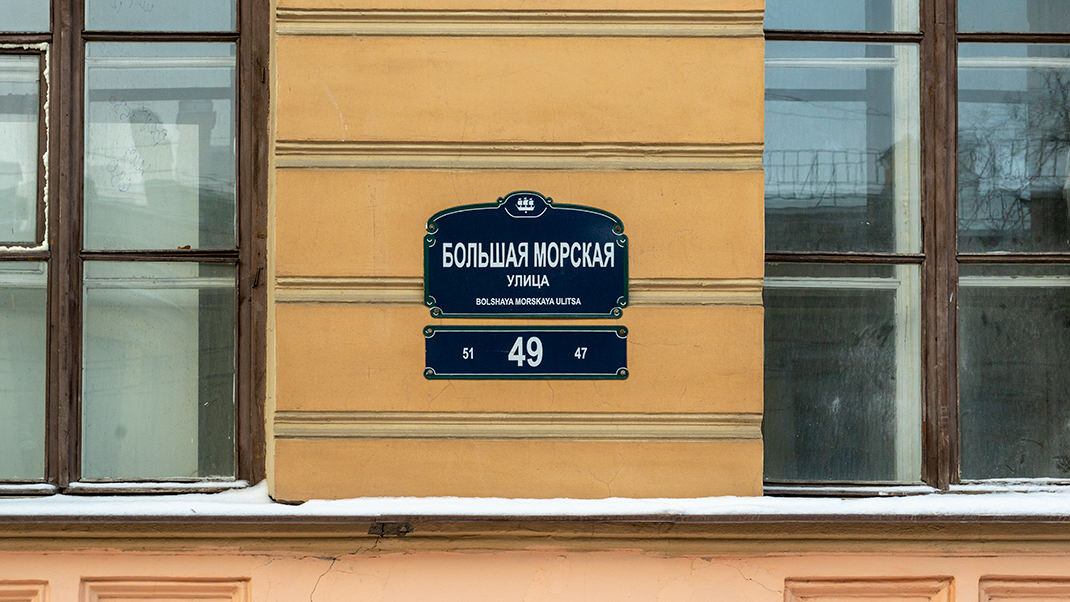 БОЛЬШАЯ МОРСКАЯ
УЛИЦА
BOLSHAYA MORSKAYA ULITSA
51 49 47